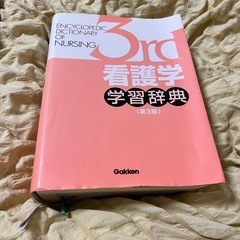 ENCYCLOPEDIC
DICTIONARY
OF
NURSING
3rd
看護学
学習辞典
〈第3版〉
Gakken